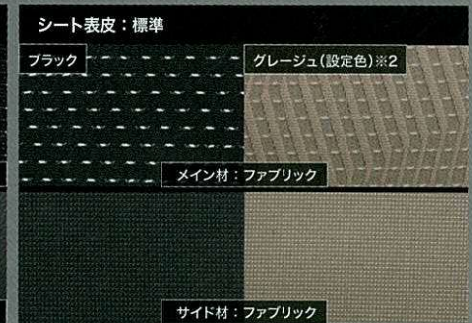 シート表皮：標準
ブラック
グレージュ(設定色)※2
メイン材：ファブリック
サイド材：ファブリック